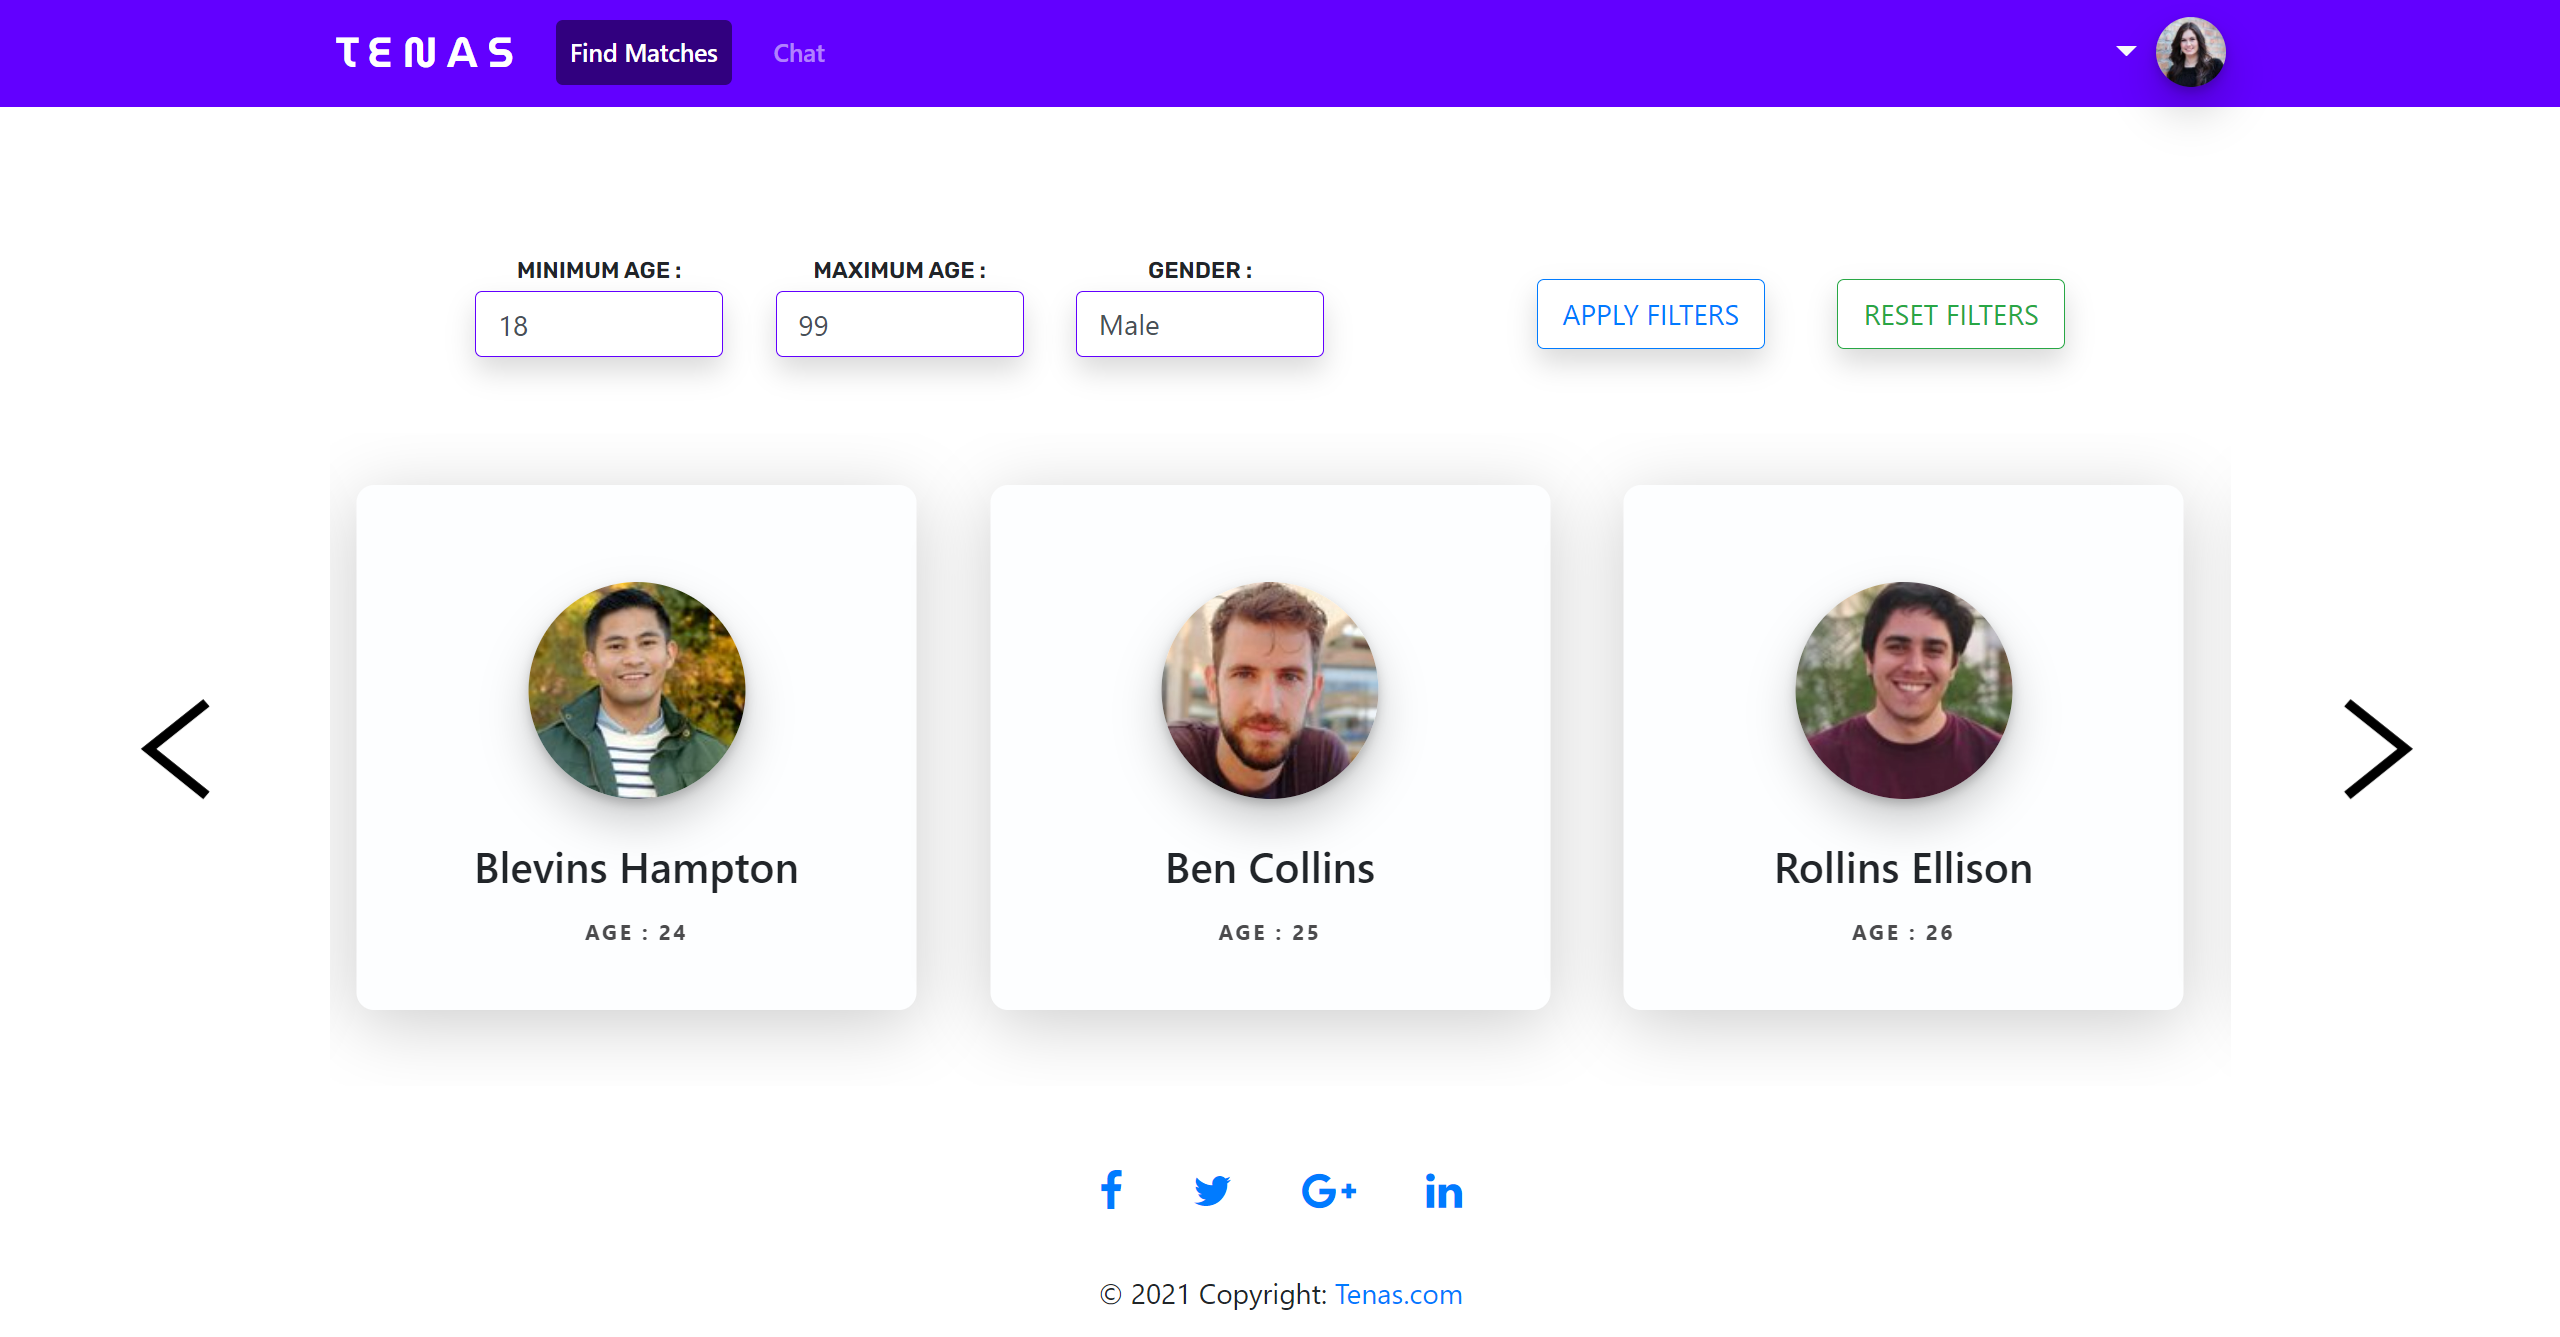 TENAS Find Matches Chat
MINIMUM AGE : MAXIMUM AGE : GENDER :
18 99 Male APPLY FILTERS RESET FILTERS
Blevins Hampton Ben Collins Rollins Ellison
AGE : 24 AGE : 25 AGE : 26
f G+ in
© 2021 Copyright: Tenas.com